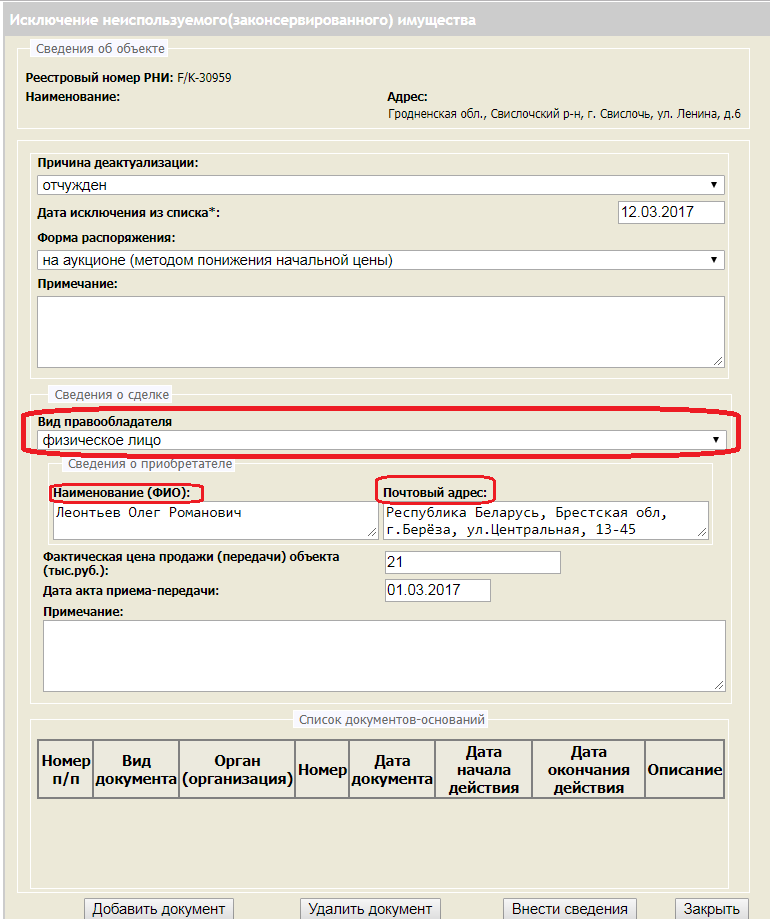 Исключение неиспользуемого(законсервированного) имущества
Сведения об объекте
Реестровый номер РНИ: F/K-30959
Наименование:
Адрес:
Гродненская обл., Свислочский р-н, г. Свислочь, ул. Ленина, д.6
Причина деактуализации:
отчужден
Дата исключения из списка*:
12.03.2017
Форма распоряжения:
на аукционе (методом понижения начальной цены)
Примечание:
Сведения о сделке
Вид правообладателя
физическое лицо
Сведения о приобретателе
Наименование (ФИО):
Почтовый адрес:
Леонтьев Олег Романович
Республика Беларусь, Брестская обл,
г.Берёза, ул.Центральная, 13-45
Фактическая цена продажи (передачи) объекта
(тыс.руб.):
21
Дата акта приема-передачи:
01.03.2017
Примечание:
Список документов-оснований
Номер п/п
Вид документа
Орган (организация)
Номер
Дата документа
Дата начала действия
Дата окончания действия
Описание
Добавить документ
Удалить документ
Внести сведения
Закрыть